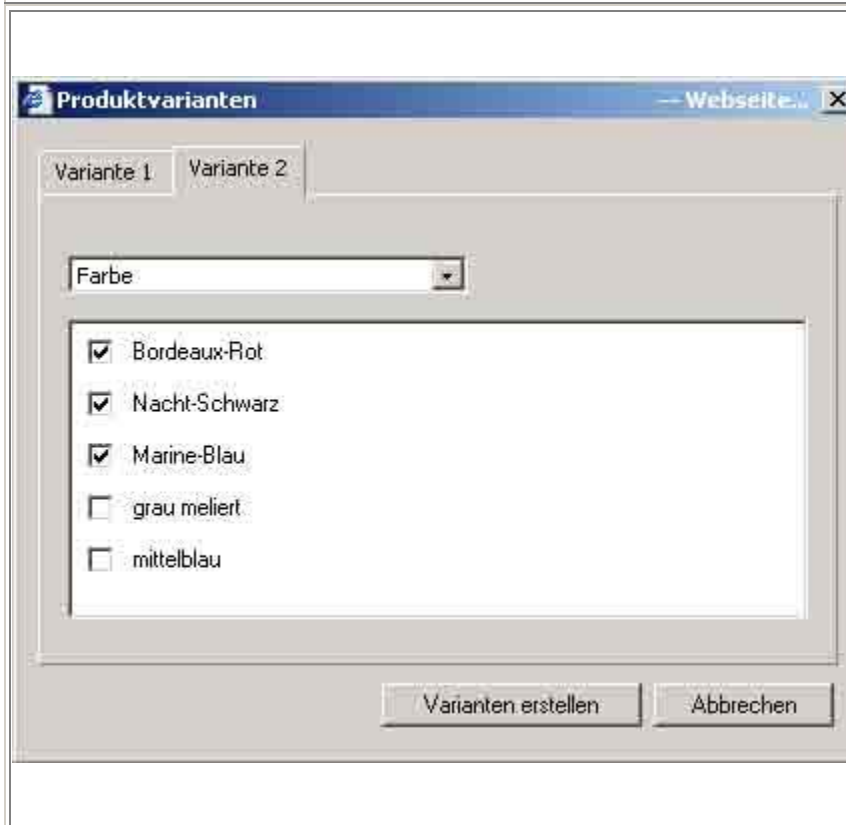 Produktvarianten -- Webseite...
Variante 1 Variante 2
Farbe
Bordeaux-Rot
Nacht-Schwarz
Marine-Blau
grau meliert
mittelblau
Varianten erstellen Abbrechen